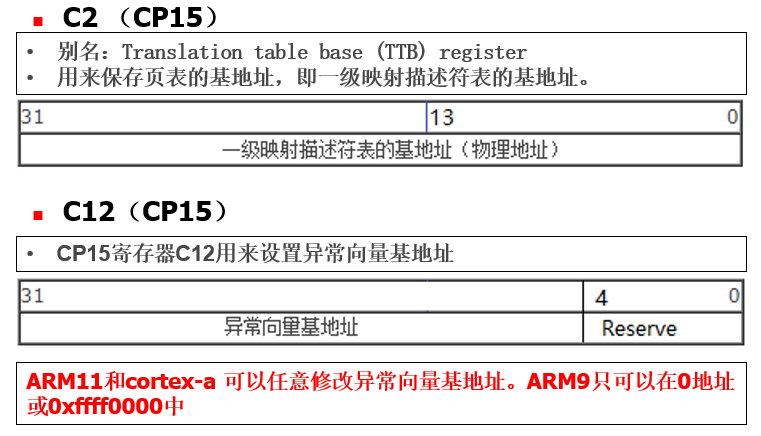 C2 （CP15）
• 别名：Translation table base (TTB) register
• 用来保存页表的基地址，即一级映射描述符表的基地址。
31 13 0
一级映射描述符表的基地址（物理地址）
C12（CP15）
• CP15寄存器C12用来设置异常向量基地址
31 4 0
异常向量基地址 Reserve
ARM11和cortex-a 可以任意修改异常向量基地址。ARM9只可以在0地址
或0xffff0000中